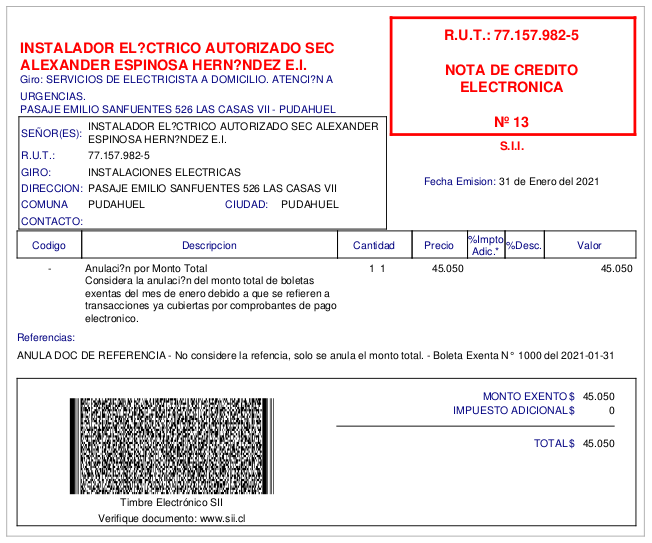 INSTALADOR EL?CTRICO AUTORIZADO SEC
ALEXANDER ESPINOSA HERN?NDEZ E.I.
Giro: SERVICIOS DE ELECTRICISTA A DOMICILIO. ATENCI?N A
URGENCIAS.
PASAJE EMILIO SANFUENTES 526 LAS CASAS VII - PUDAHUEL
R.U.T.: 77.157.982-5
NOTA DE CREDITO
ELECTRONICA
Nº 13
S.I.I.
Fecha Emision: 31 de Enero del 2021
SEÑOR(ES): INSTALADOR EL?CTRICO AUTORIZADO SEC ALEXANDER
ESPINOSA HERN?NDEZ E.I.
R.U.T.: 77.157.982-5
GIRO: INSTALACIONES ELECTRICAS
DIRECCION: PASAJE EMILIO SANFUENTES 526 LAS CASAS VII
COMUNA PUDAHUEL CIUDAD: PUDAHUEL
CONTACTO:
Codigo Descripcion Cantidad Precio %Impto Adic.* %Desc. Valor
- Anulaci?n por Monto Total 1 1 45.050 45.050
Considera la anulaci?n del monto total de boletas
exentas del mes de enero debido a que se refieren a
transacciones ya cubiertas por comprobantes de pago
electronico.
Referencias:
ANULA DOC DE REFERENCIA - No considere la refencia, solo se anula el monto total. - Boleta Exenta N° 1000 del 2021-01-31
MONTO EXENTO $ 45.050
IMPUESTO ADICIONAL $ 0
TOTAL $ 45.050
Timbre Electrónico SII
Verifique documento: www.sii.cl